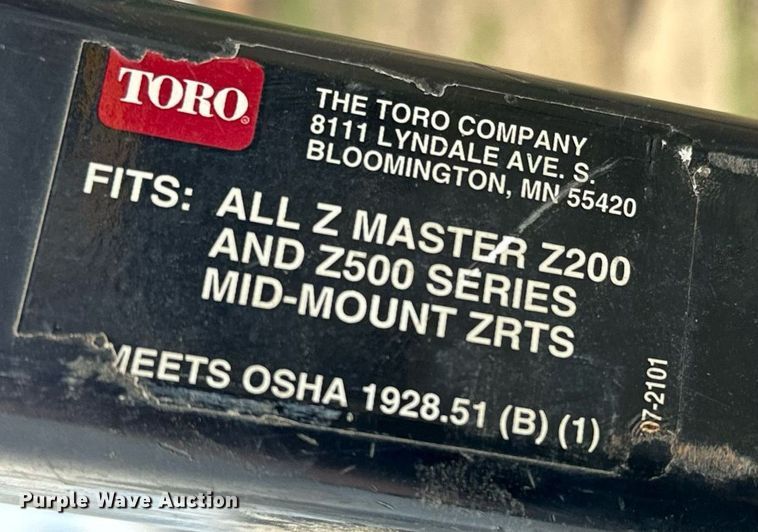 TORO®
THE TORO COMPANY
8111 LYNDALE AVE. S.
BLOOMINGTON, MN 55420
FITS: ALL Z MASTER Z200
AND Z500 SERIES
MID-MOUNT ZRTS
MEETS OSHA 1928.51 (B) (1)
07-2101
Purple Wave Auction